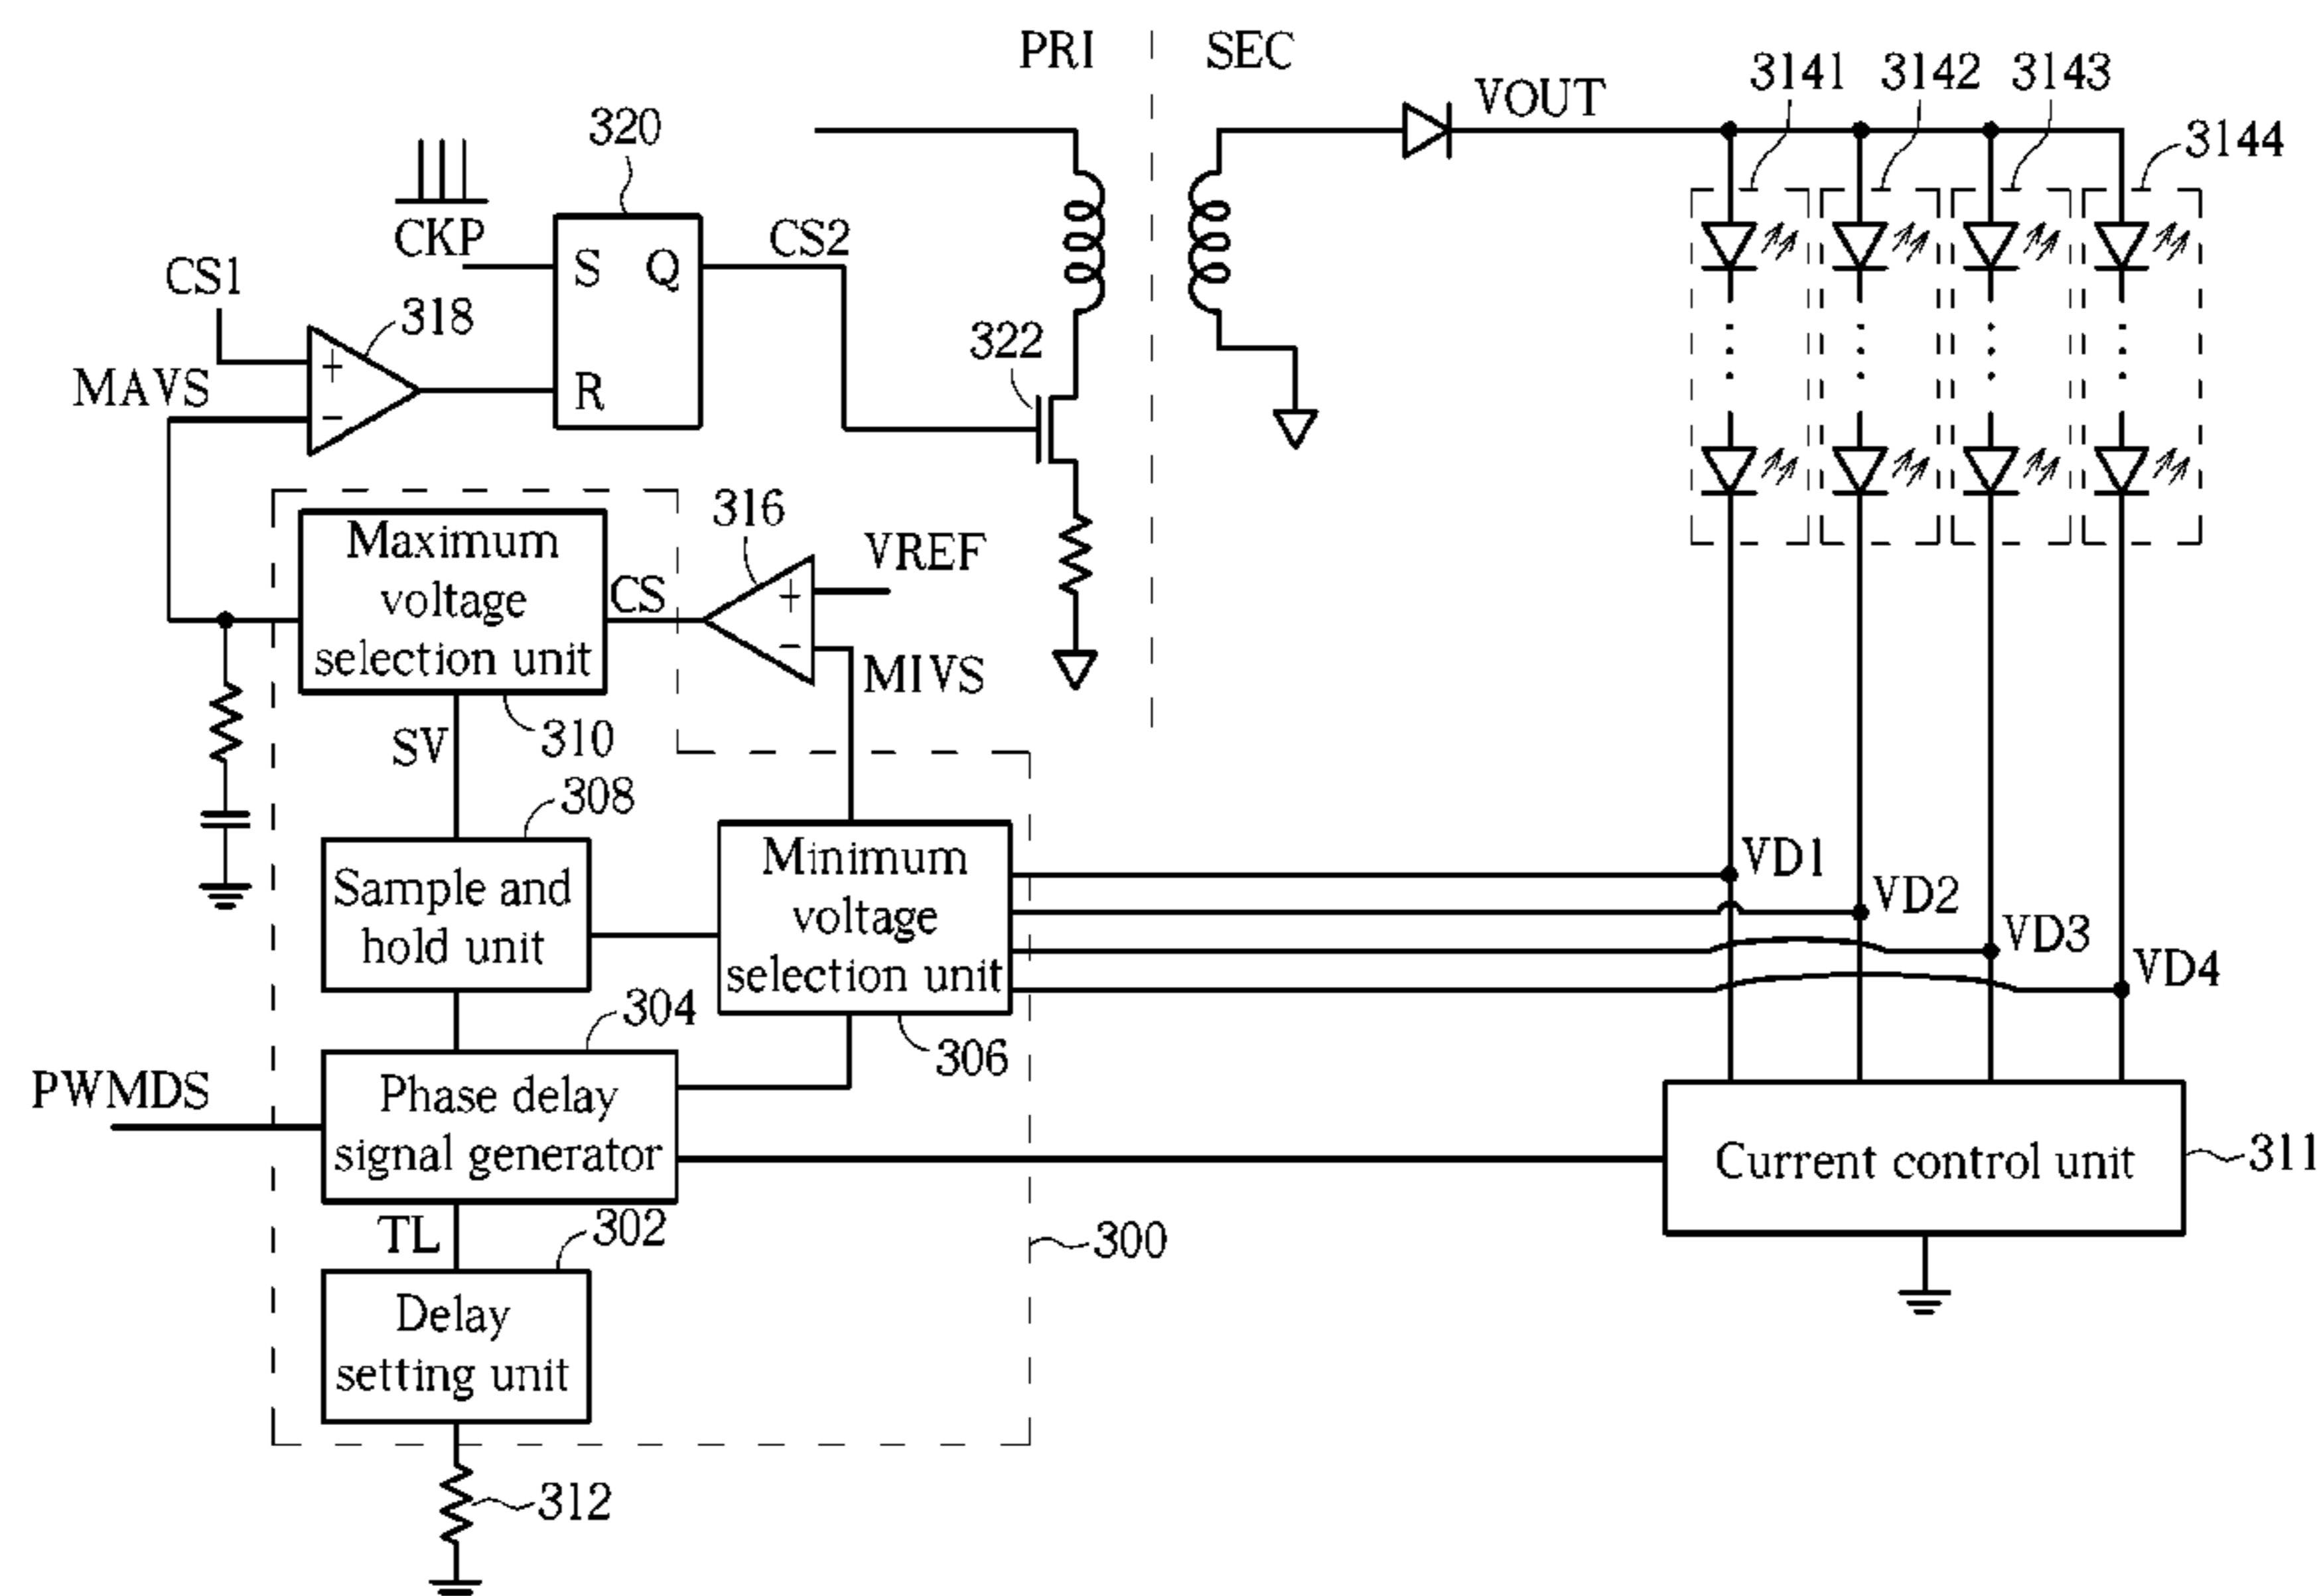 PRI
SEC
3141
3142
3143
3144
VOUT
320
CKP
CS1
S
Q
CS2
318
MAVS
+
−
R
322
316
VREF
Maximum
voltage
selection unit
CS
+
−
MIVS
310
SV
308
Sample and
hold unit
Minimum
voltage
selection unit
VD1
VD2
VD3
VD4
304
306
PWMDS
Phase delay
signal generator
Current control unit
311
TL
302
300
Delay
setting unit
312